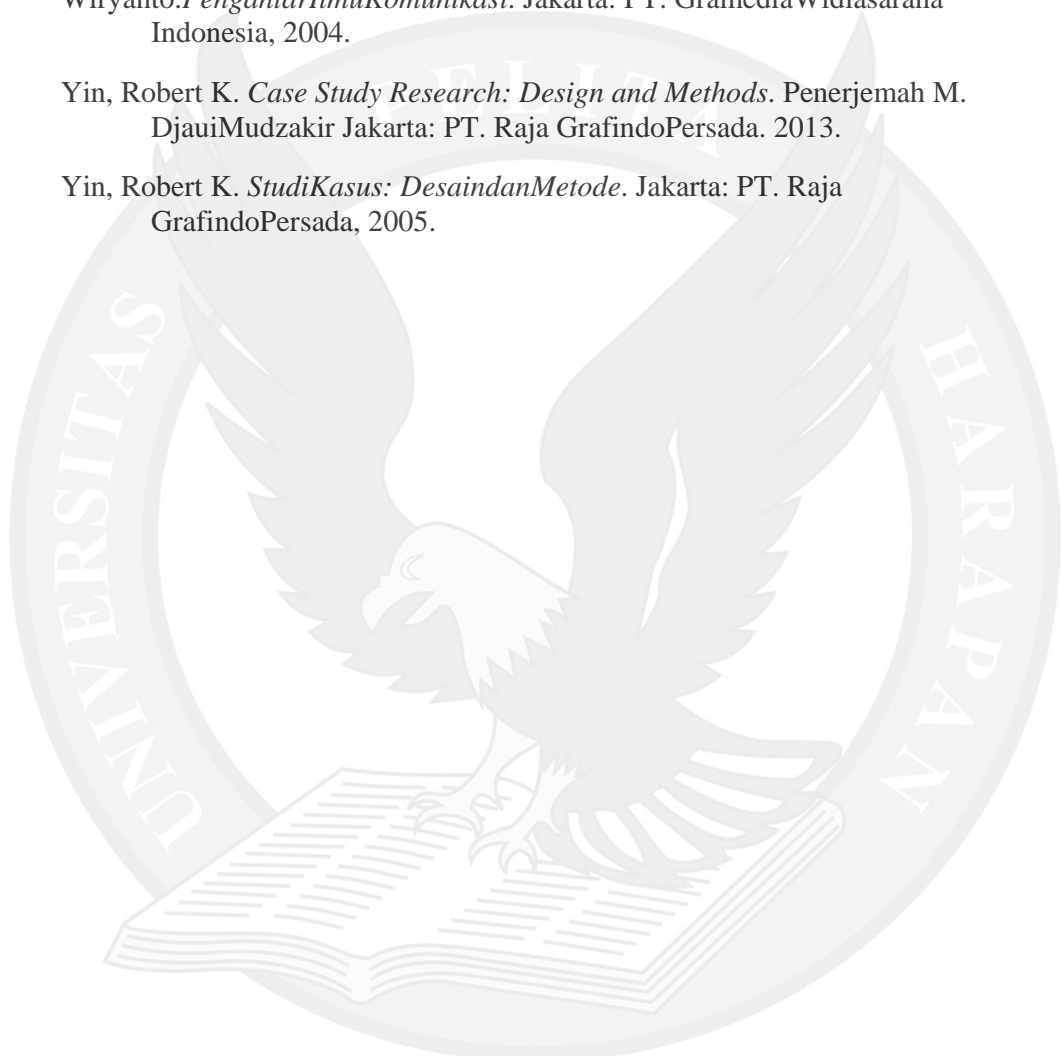 Wiryanto.PengantarIlmuKomunikasi. Jakarta: PT. GramediaWidiasarana
Indonesia, 2004.
Yin, Robert K. Case Study Research: Design and Methods. Penerjemah M.
DjauiMudzakir Jakarta: PT. Raja GrafindoPersada. 2013.
Yin, Robert K. StudiKasus: DesaindanMetode. Jakarta: PT. Raja
GrafindoPersada, 2005.
UNIVERSITAS PELITA HARAPAN